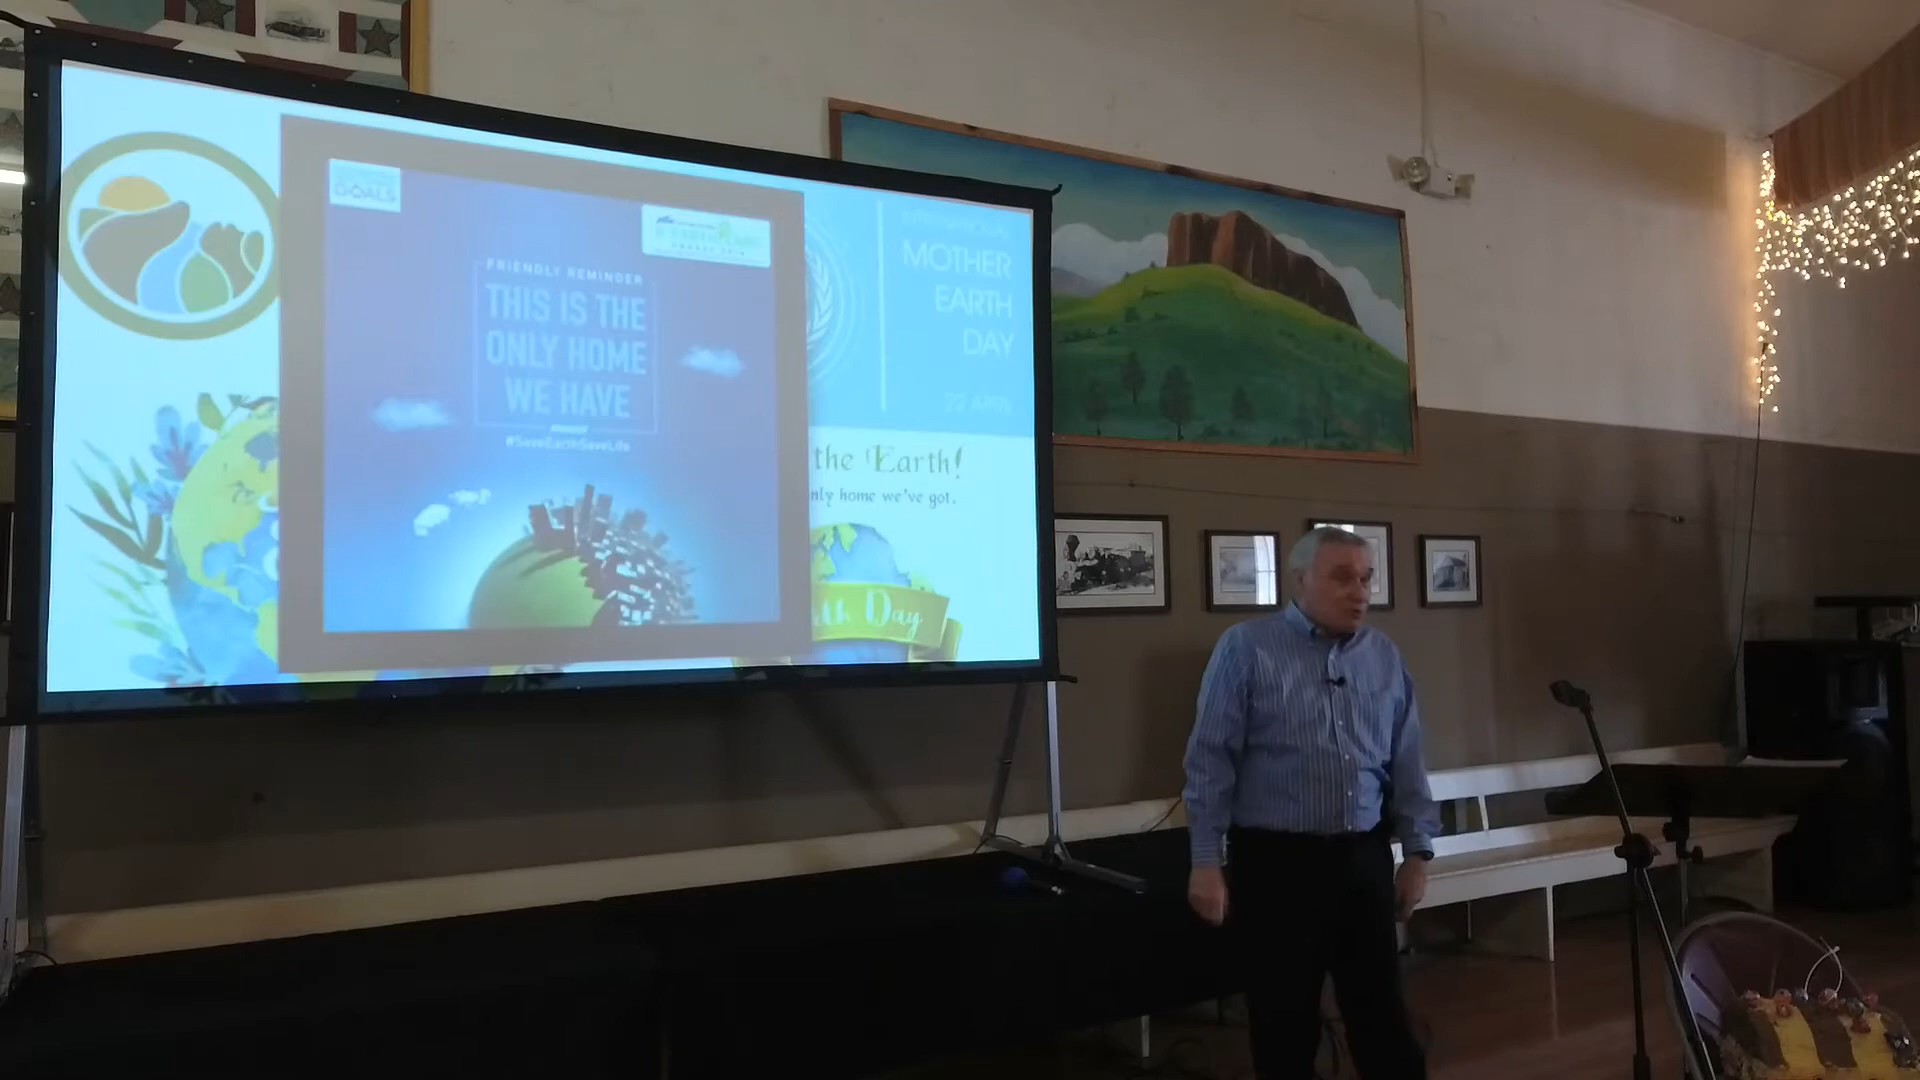 GOALS
FRIENDLY REMINDER
THIS IS THE
ONLY HOME
WE HAVE
#SaveEarthSaveLife
INTERNATIONAL
MOTHER
EARTH
DAY
22 APRIL
the Earth!
nly home we've got.
th Day